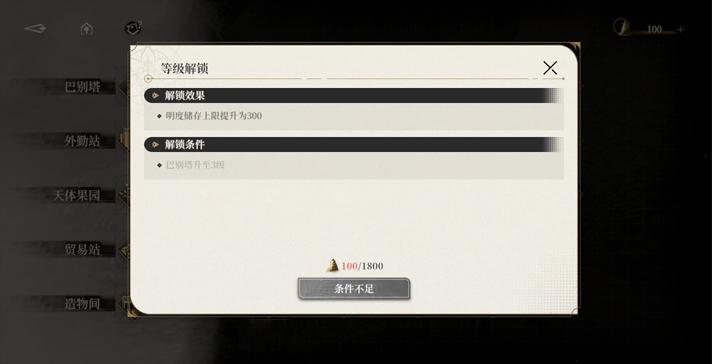 100 +
巴别塔
外勤站
天体果园
贸易站
造物间
等级解锁
解锁效果
明度储存上限提升为300
解锁条件
巴别塔升至3级
100/1800
条件不足